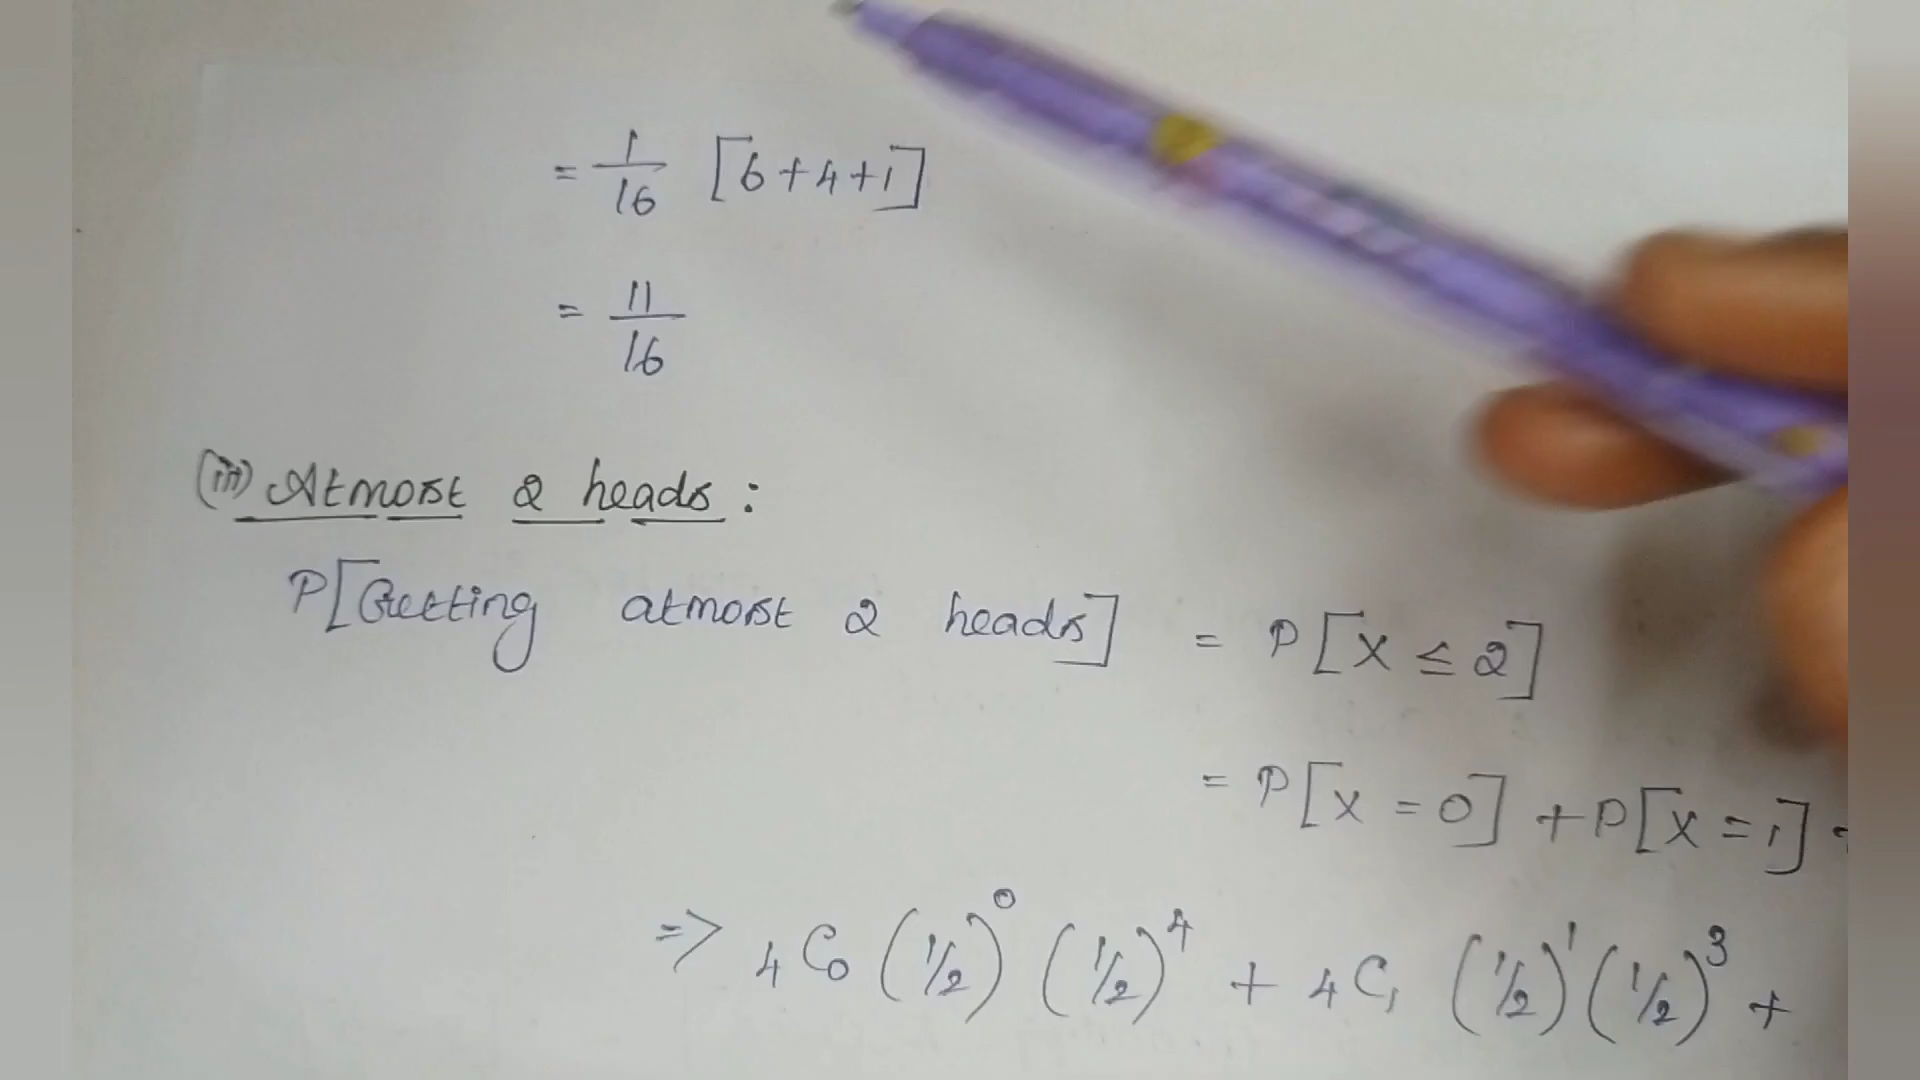 = 1/16 [6+4+1]
= 11/16
(iii) Atmost 2 heads :
P[Getting atmost 2 heads] = P[X ≤ 2]
= P[X = 0] + P[X = 1] +
=> 4C₀ (1/2)⁰ (1/2)⁴ + 4C₁ (1/2)¹ (1/2)³ +